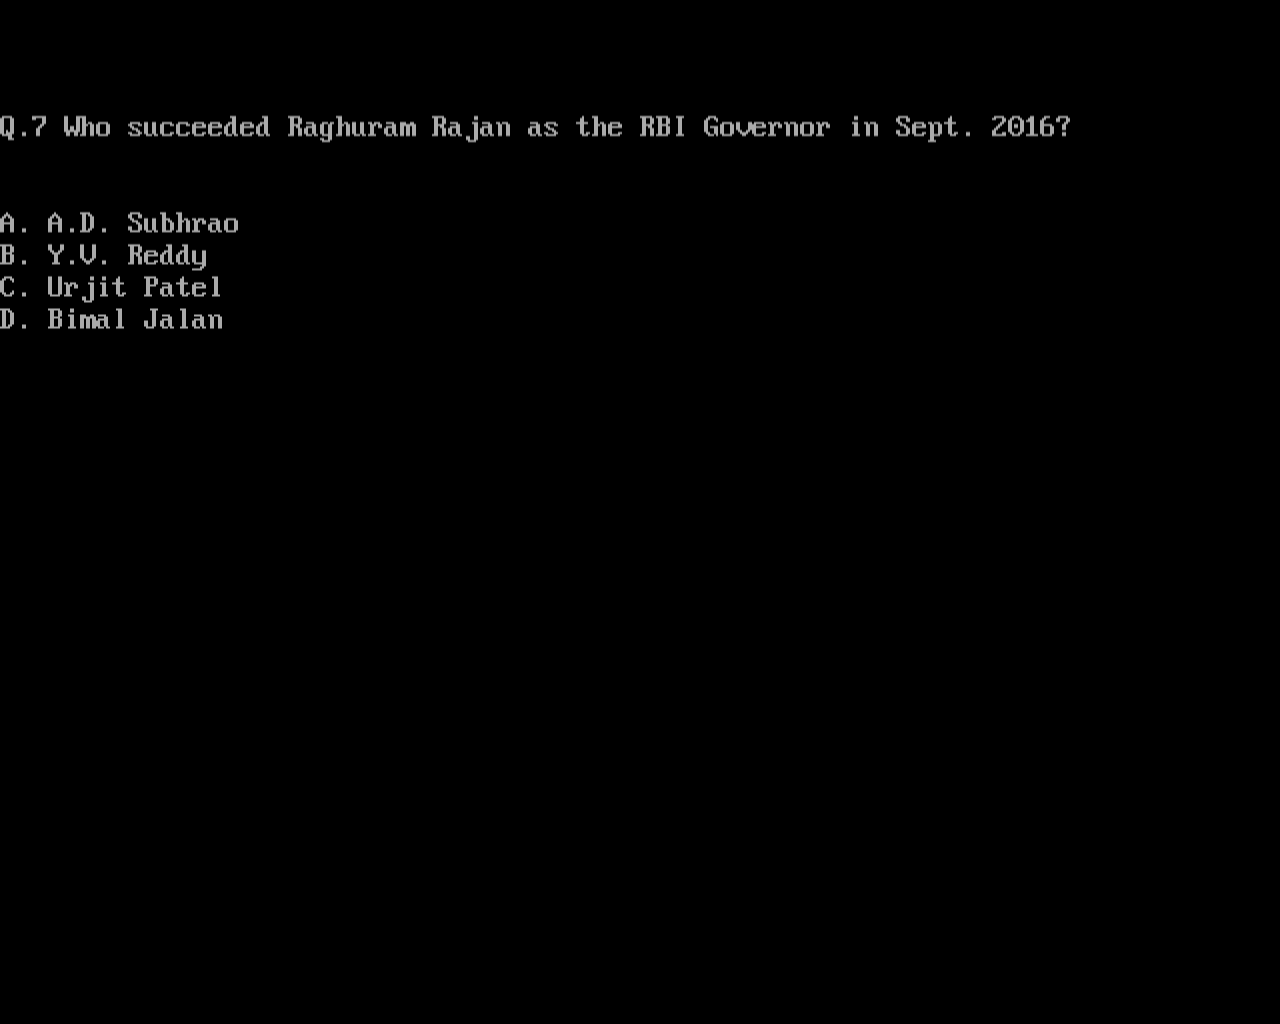 Q.7 Who succeeded Raghuram Rajan as the RBI Governor in Sept. 2016?
A. A.D. Subhrao
B. Y.V. Reddy
C. Urjit Patel
D. Bimal Jalan